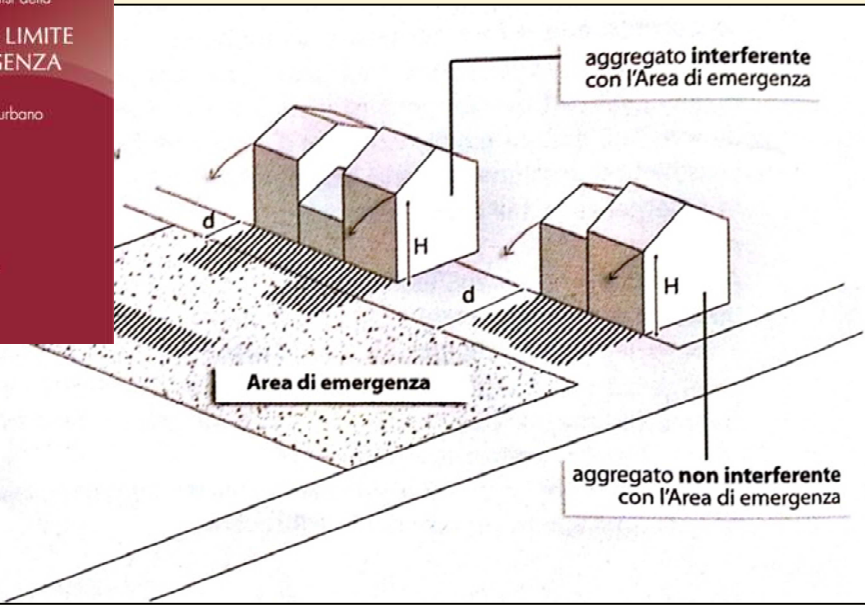 LIMITE
GENZA
urbano
aggregato interferente
con l'Area di emergenza
d
H
d
H
Area di emergenza
aggregato non interferente
con l'Area di emergenza